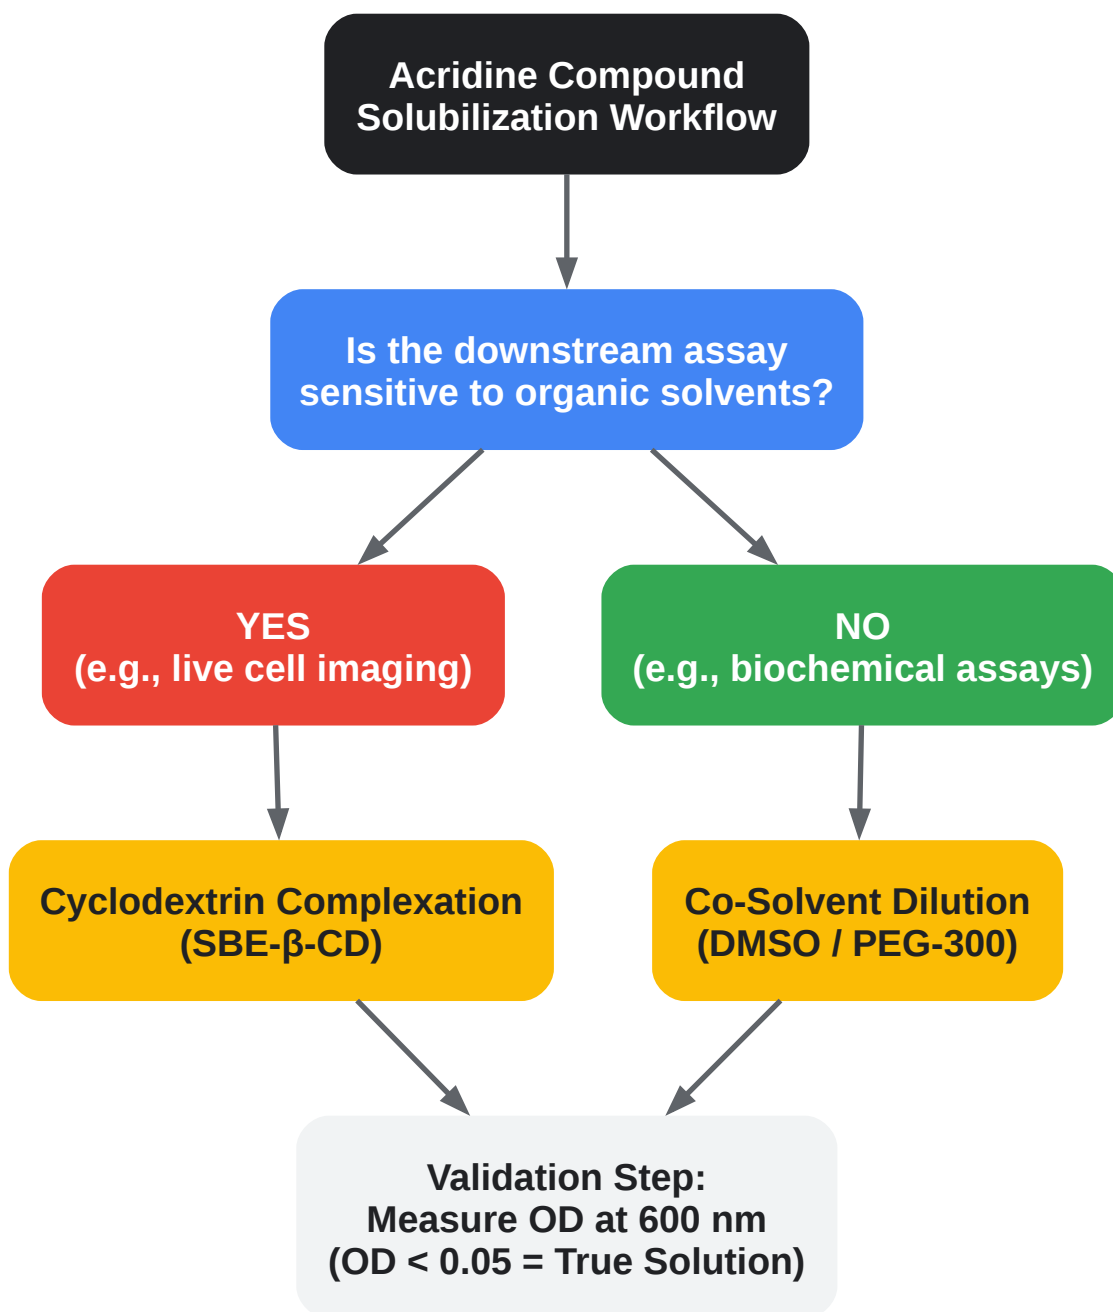 Acridine Compound
Solubilization Workflow
Is the downstream assay
sensitive to organic solvents?
YES
(e.g., live cell imaging)
NO
(e.g., biochemical assays)
Cyclodextrin Complexation
(SBE-β-CD)
Co-Solvent Dilution
(DMSO / PEG-300)
Validation Step:
Measure OD at 600 nm
(OD < 0.05 = True Solution)